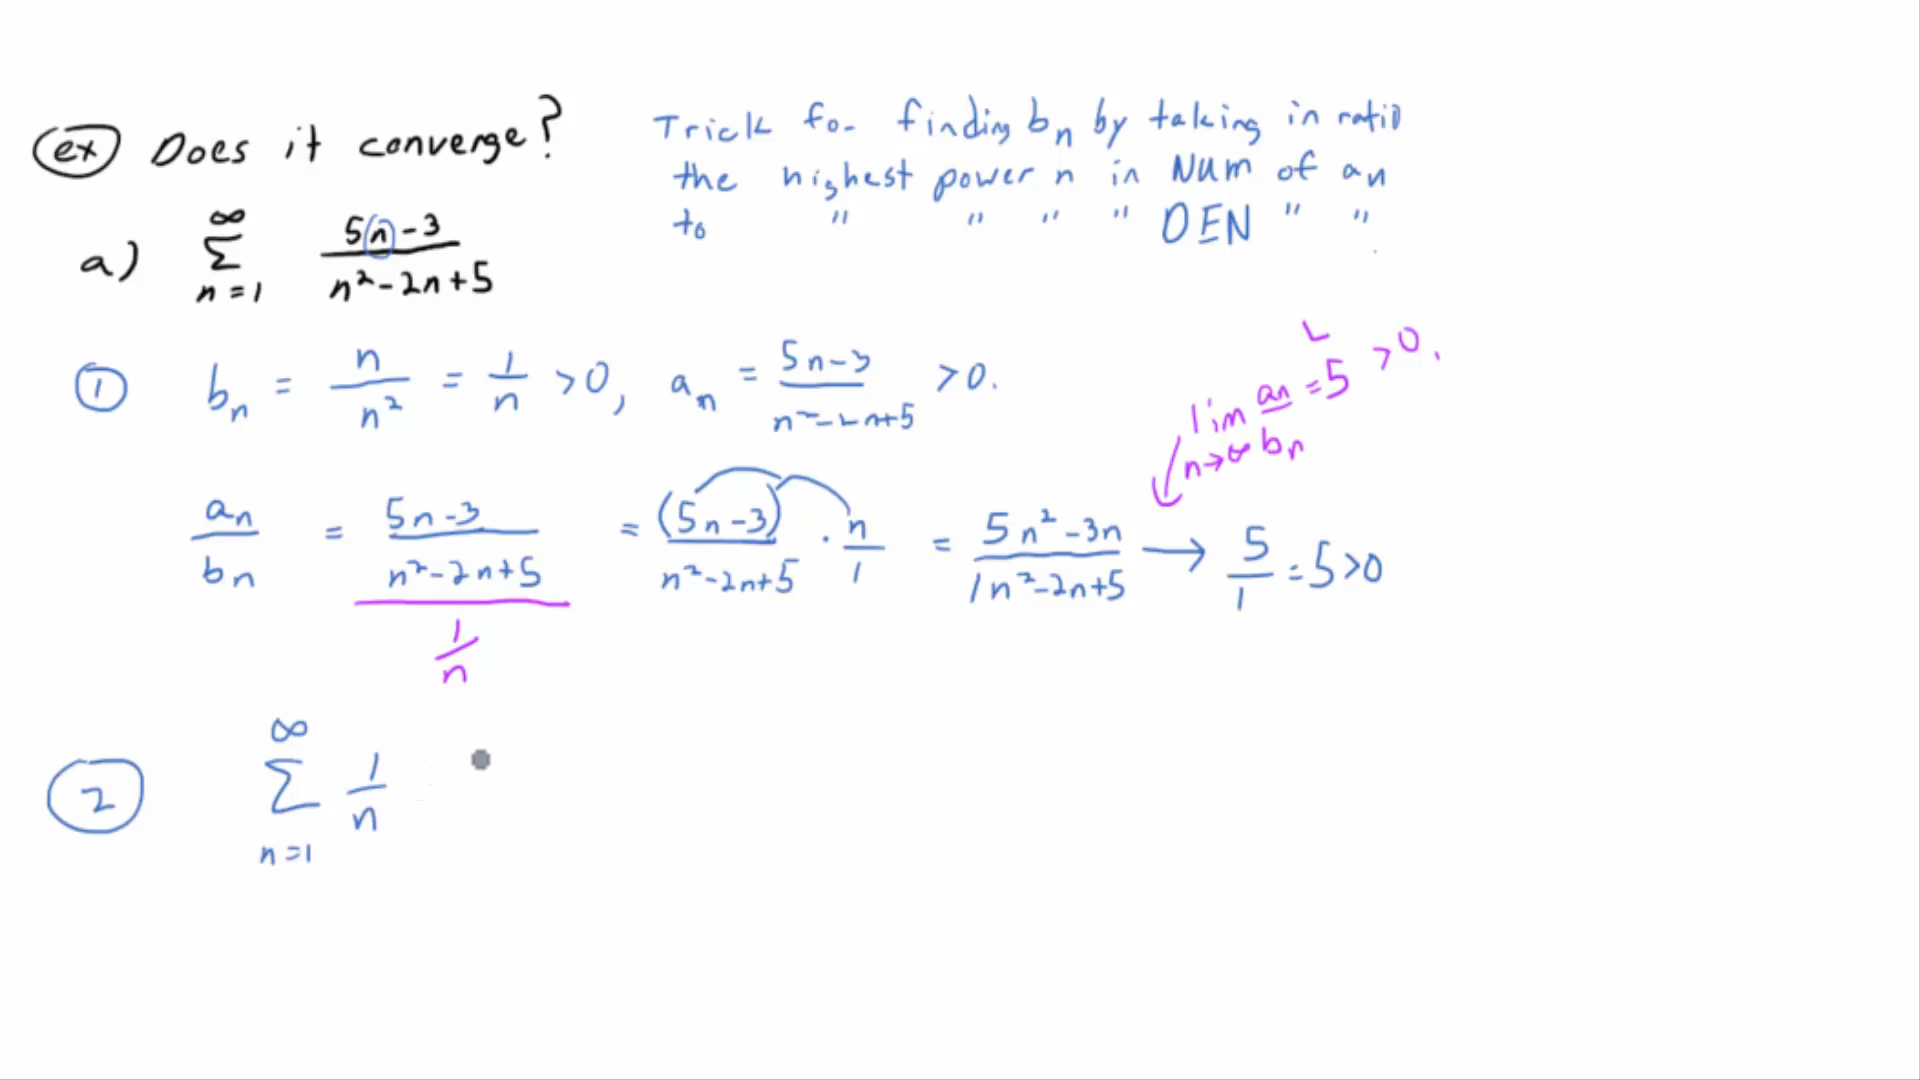 ex Does it converge?
Trick for finding bn by taking in ratio
the highest power n in NUM of an
to " " " " DEN " "
a) ∞ Σ n=1 (5n-3)/(n²-2n+5)
① bn = n/n² = 1/n >0, an = (5n-3)/(n²-2n+5) >0.
lim n→∞ an/bn = 5 > 0.
L
an/bn = ((5n-3)/(n²-2n+5))/(1/n) = (5n-3)/(n²-2n+5) · n/1 = (5n²-3n)/(1n²-2n+5) → 5/1 = 5>0
② ∞ Σ n=1 1/n